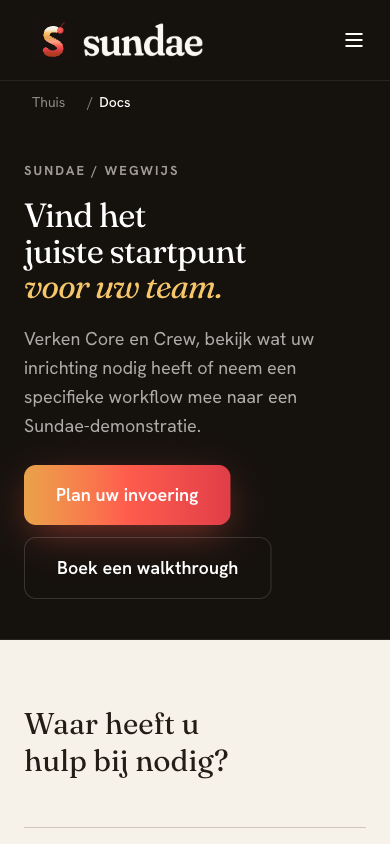 sundae
Thuis / Docs
SUNDAE / WEGWIJS
Vind het
juiste startpunt
voor uw team.
Verken Core en Crew, bekijk wat uw
inrichting nodig heeft of neem een
specifieke workflow mee naar een
Sundae-demonstratie.
Plan uw invoering
Boek een walkthrough
Waar heeft u
hulp bij nodig?